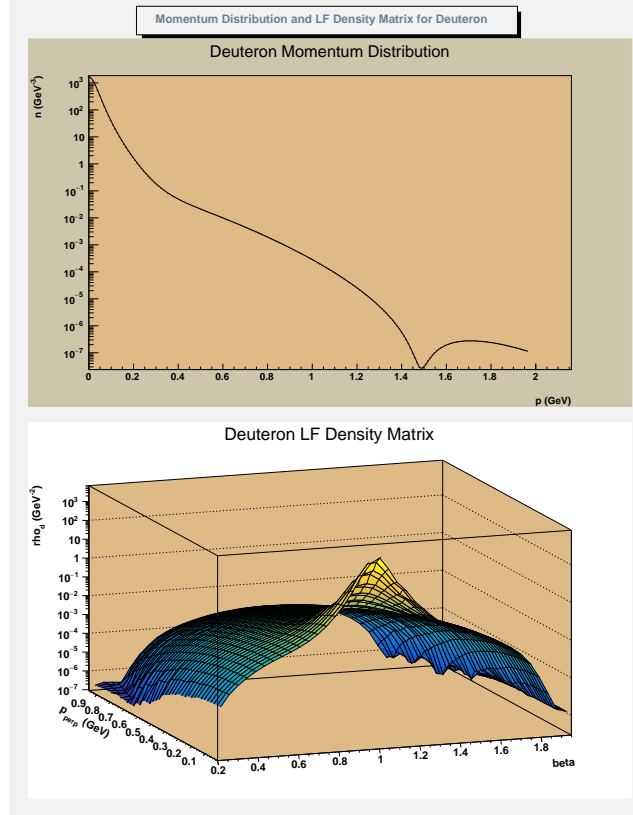 Momentum Distribution and LF Density Matrix for Deuteron
Deuteron Momentum Distribution
n (GeV⁻³)
10³
10²
10
1
10⁻¹
10⁻²
10⁻³
10⁻⁴
10⁻⁵
10⁻⁶
10⁻⁷
0 0.2 0.4 0.6 0.8 1 1.2 1.4 1.6 1.8 2
p (GeV)
Deuteron LF Density Matrix
rho_d (GeV⁻²)
10³
10²
10
1
10⁻¹
10⁻²
10⁻³
10⁻⁴
10⁻⁵
10⁻⁶
10⁻⁷
0.9 0.8 0.7 0.6 0.5 0.4 0.3 0.2 0.1
p_perp (GeV)
0.2 0.4 0.6 0.8 1 1.2 1.4 1.6 1.8
beta